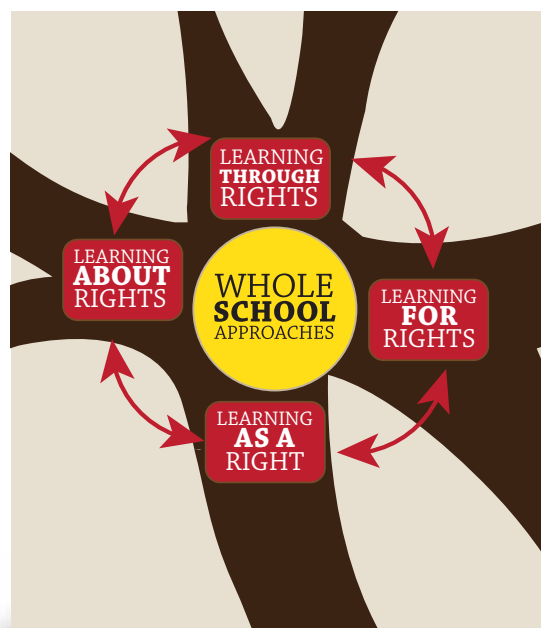 LEARNING
THROUGH
RIGHTS
LEARNING
ABOUT
RIGHTS
WHOLE
SCHOOL
APPROACHES
LEARNING
FOR
RIGHTS
LEARNING
AS A
RIGHT